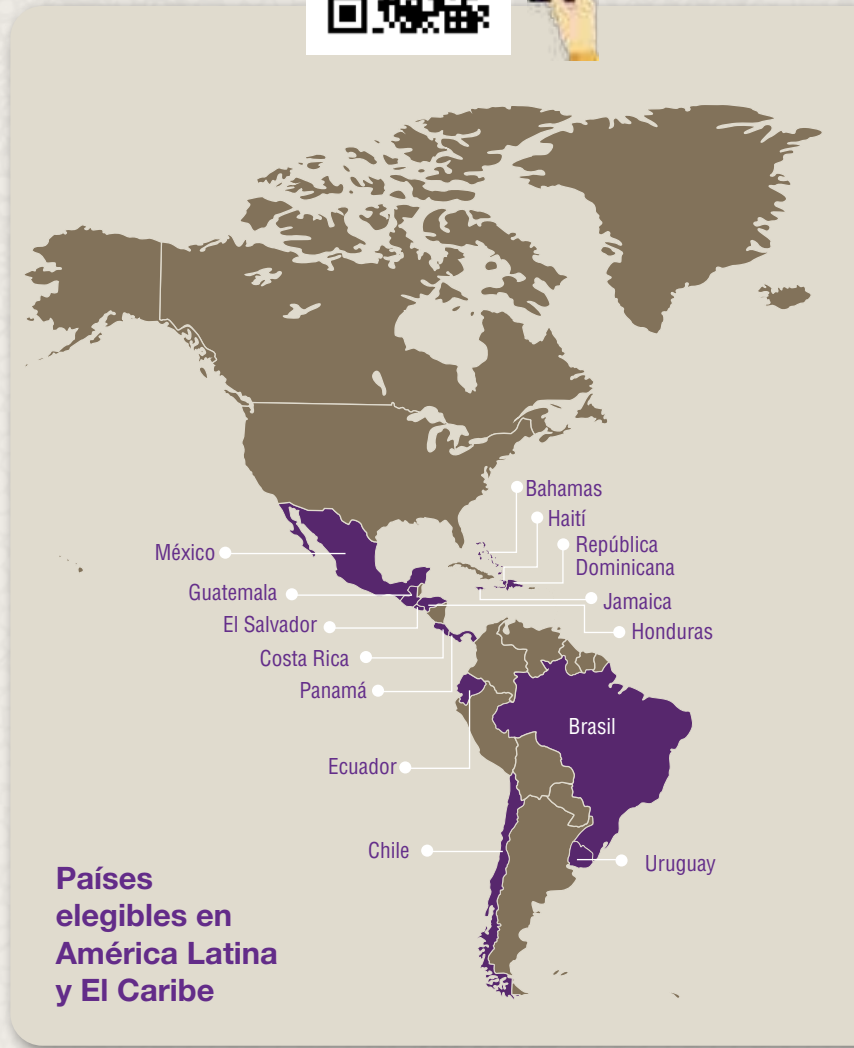 Bahamas
Haití
República
Dominicana
México
Guatemala
Jamaica
El Salvador
Honduras
Costa Rica
Panamá
Brasil
Ecuador
Chile
Uruguay
Países
elegibles en
América Latina
y El Caribe